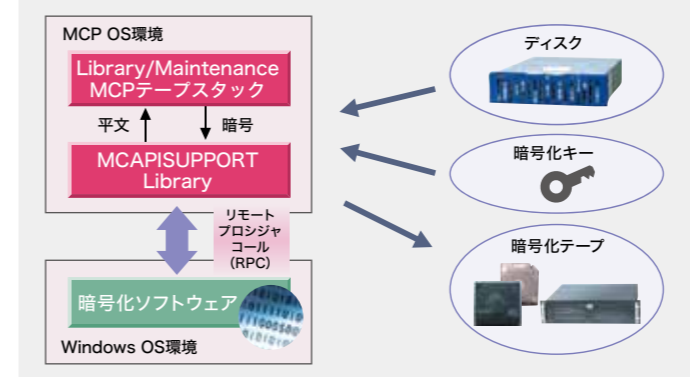 MCP OS環境
Library/Maintenance
MCPテープスタック
平文
暗号
MCAPISUPPORT
Library
リモート
プロシジャ
コール
（RPC）
暗号化ソフトウェア
Windows OS環境
ディスク
暗号化キー
暗号化テープ